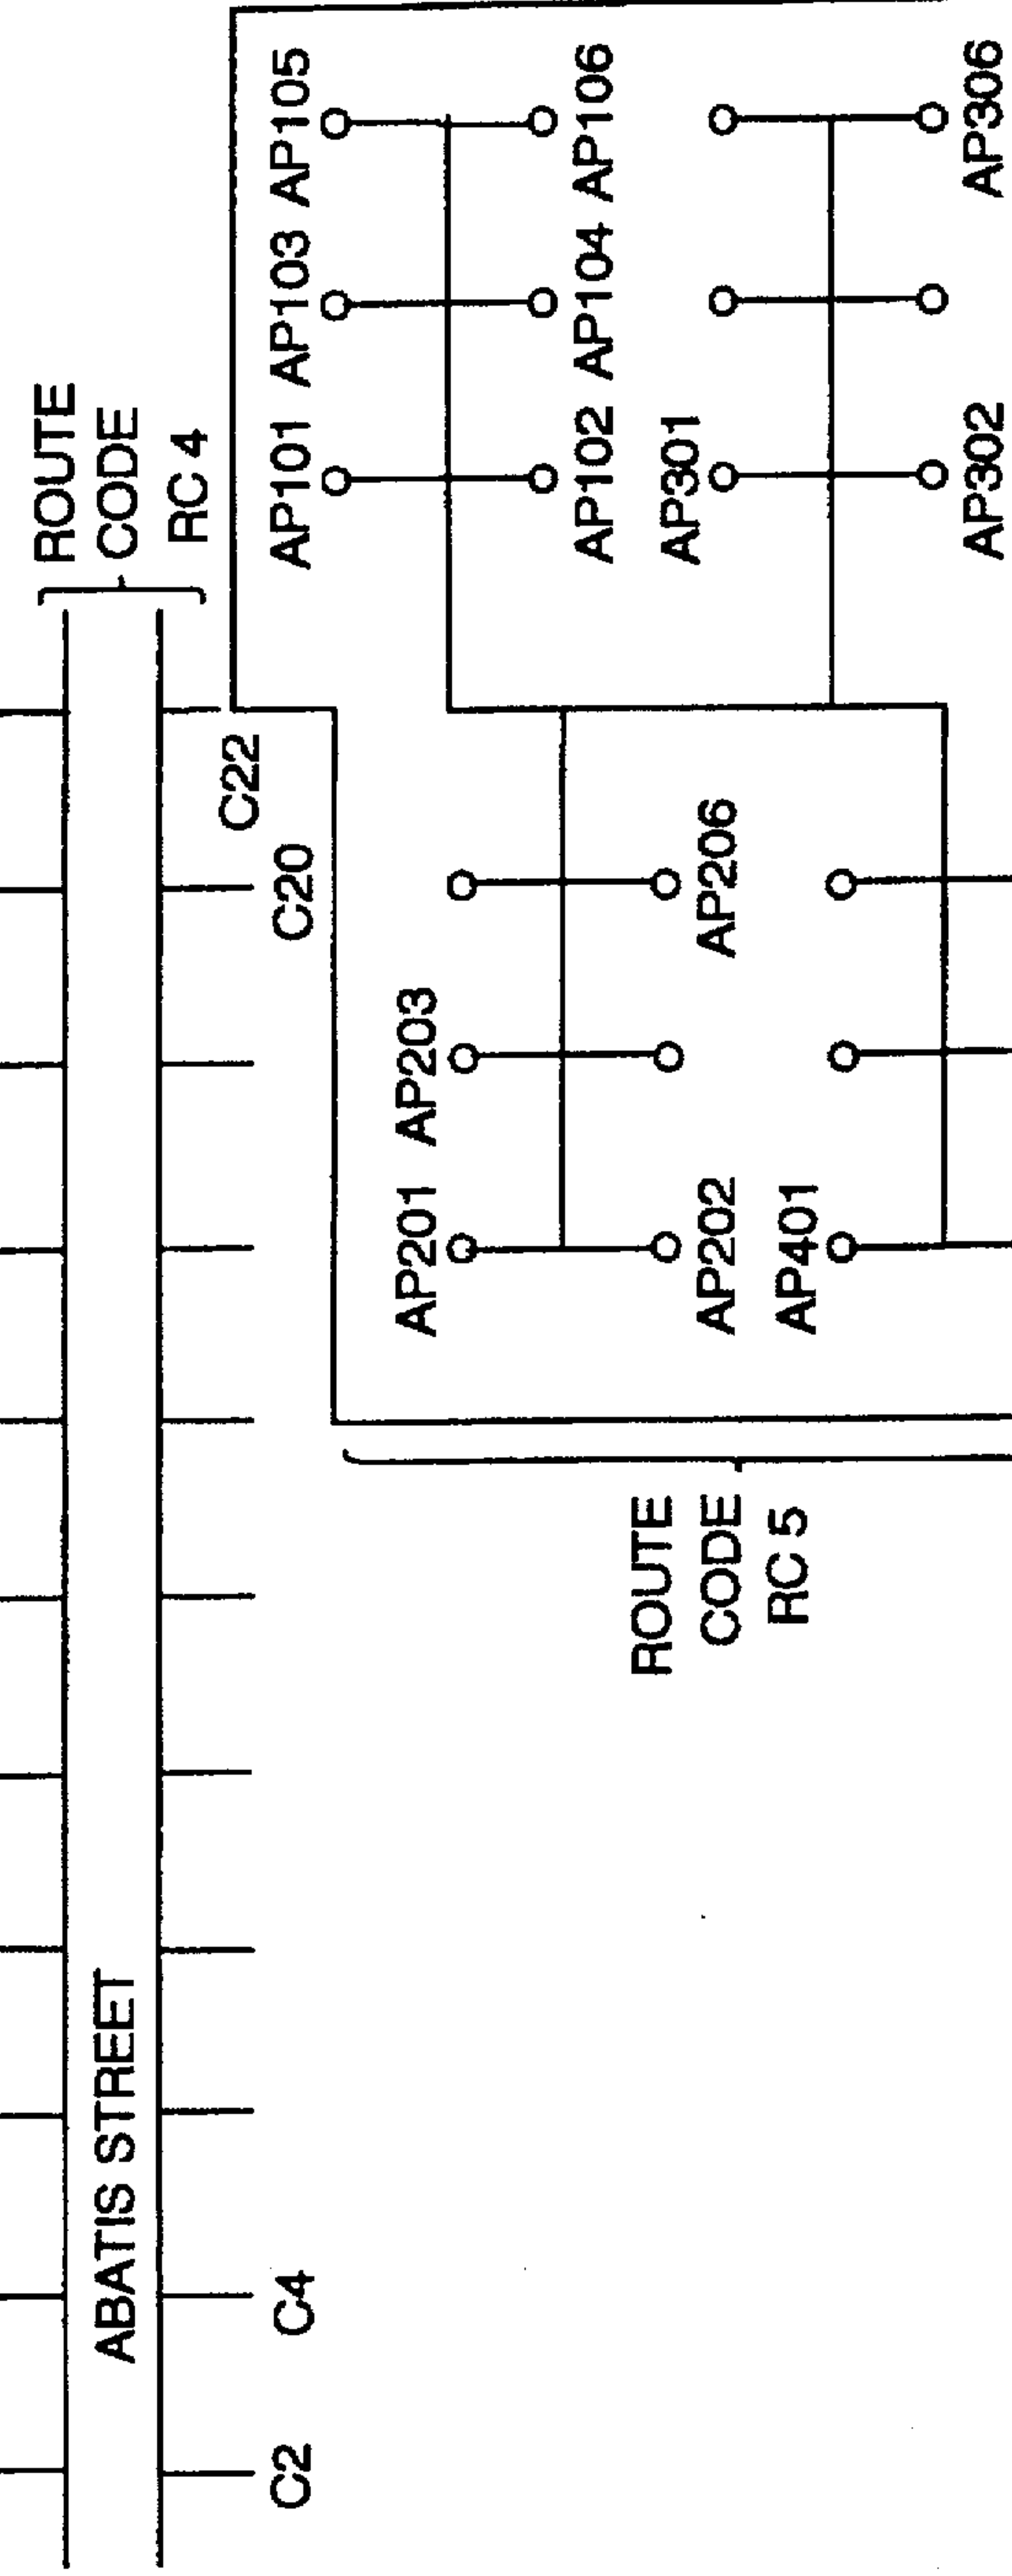 ABATIS STREET
ROUTE
CODE
RC 4
C2
C4
C20
C22
AP101 AP103 AP105
AP102 AP104 AP106
AP201 AP203
AP202
AP206
AP301
AP302
AP306
AP401
ROUTE
CODE
RC 5